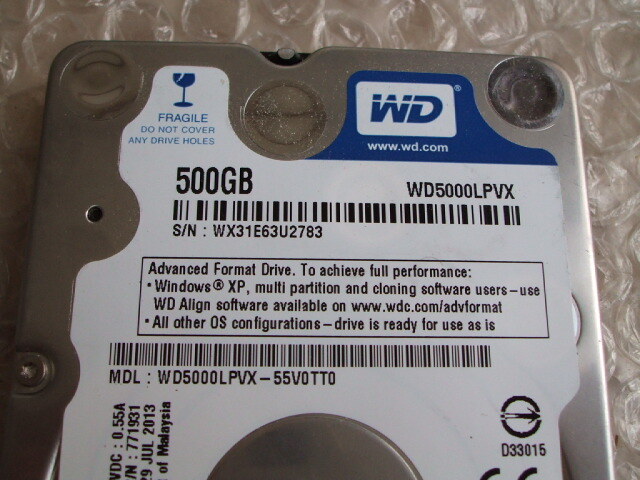 FRAGILE
DO NOT COVER
ANY DRIVE HOLES
WD
www.wd.com
500GB
WD5000LPVX
S/N : WX31E63U2783
Advanced Format Drive. To achieve full performance:
• Windows® XP, multi partition and cloning software users – use
WD Align software available on www.wdc.com/advformat
• All other OS configurations – drive is ready for use as is
MDL : WD5000LPVX – 55V0TT0
VDC : 0.55A
/N : 771931
29 JUL 2013
t of Malaysia
D33015